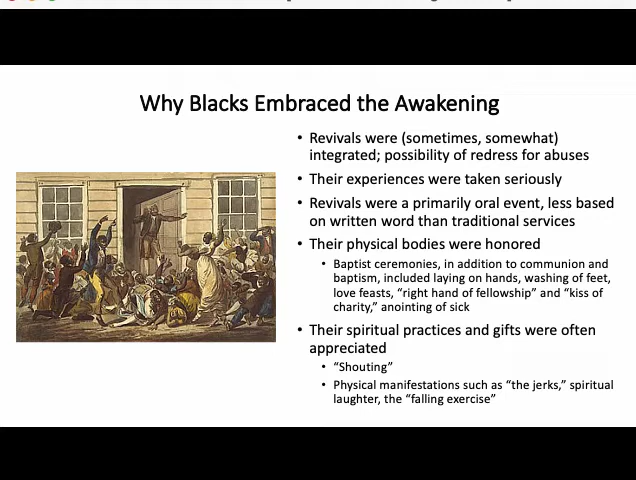 Why Blacks Embraced the Awakening
• Revivals were (sometimes, somewhat)
integrated; possibility of redress for abuses
• Their experiences were taken seriously
• Revivals were a primarily oral event, less based
on written word than traditional services
• Their physical bodies were honored
• Baptist ceremonies, in addition to communion and
baptism, included laying on hands, washing of feet,
love feasts, “right hand of fellowship” and “kiss of
charity,” anointing of sick
• Their spiritual practices and gifts were often
appreciated
• “Shouting”
• Physical manifestations such as “the jerks,” spiritual
laughter, the “falling exercise”